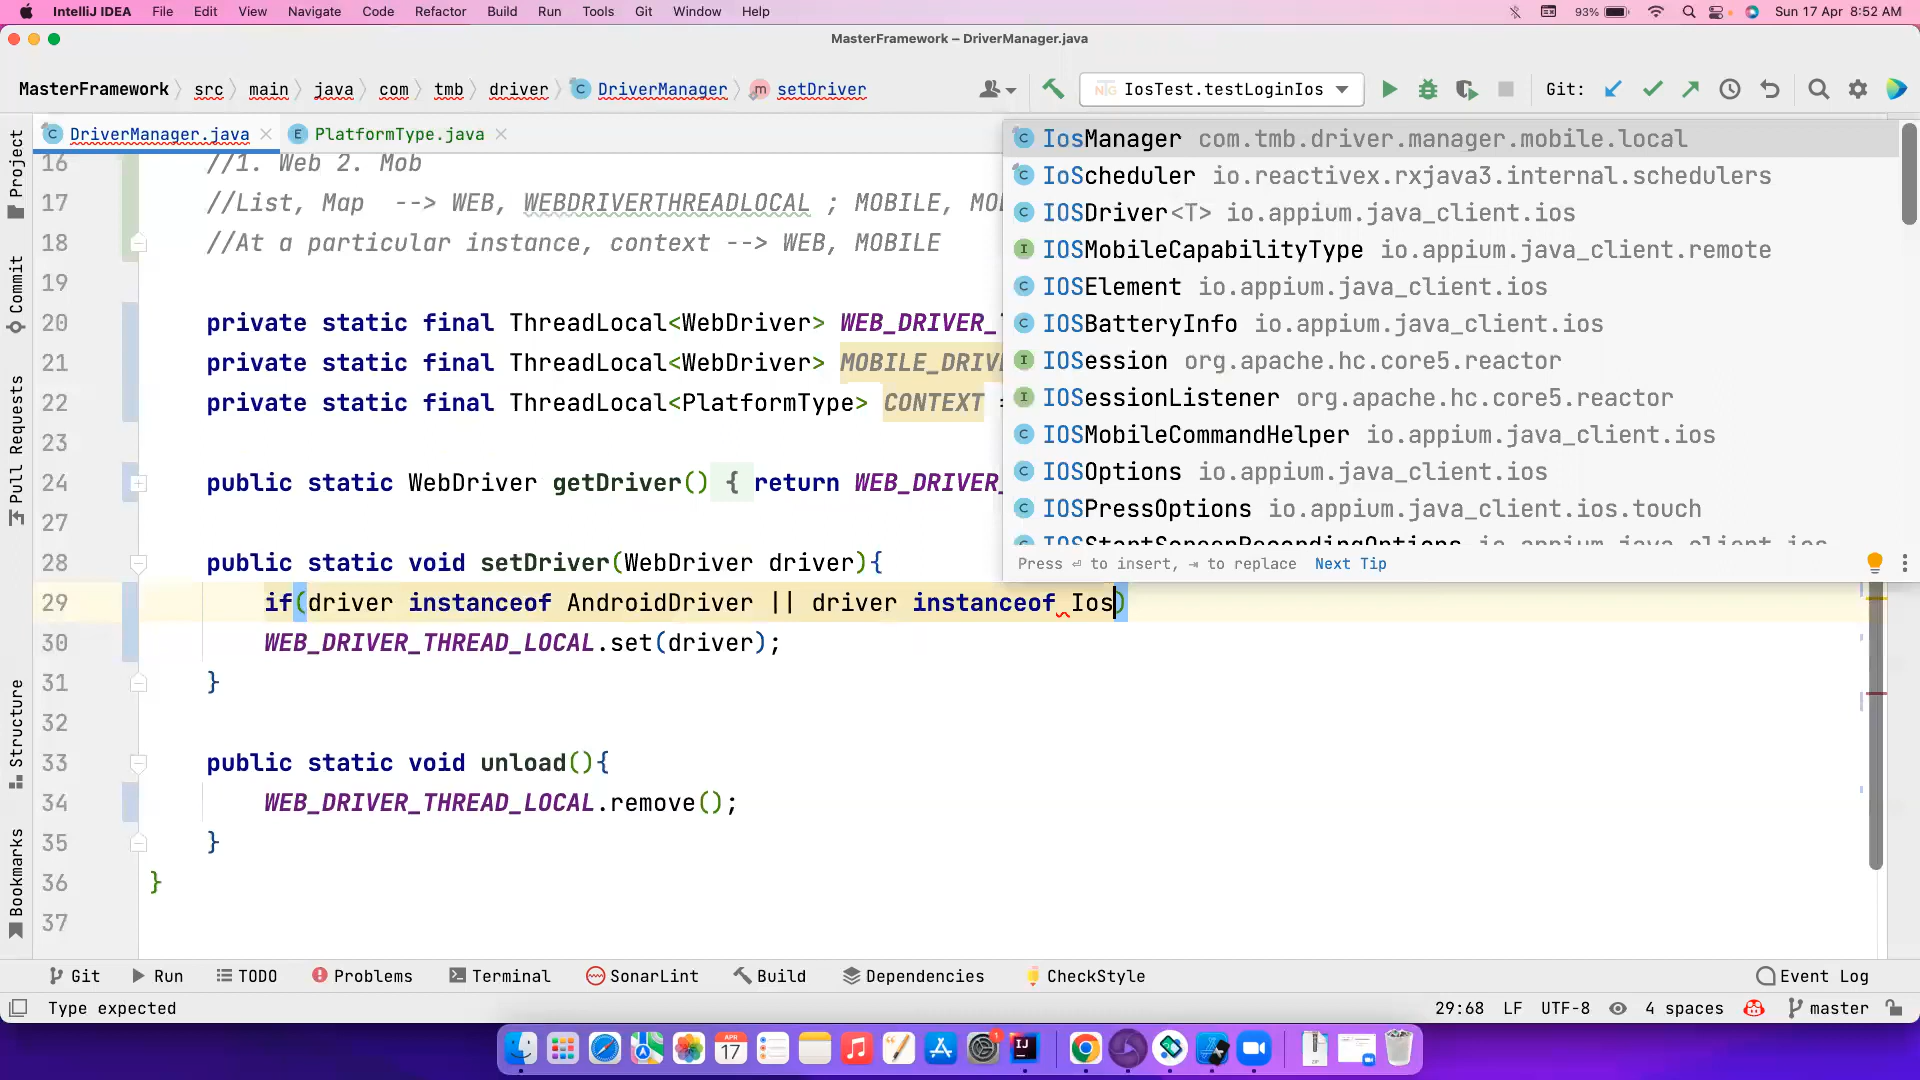 IntelliJ IDEA File Edit View Navigate Code Refactor Build Run Tools Git Window Help 93% Sun 17 Apr 8:52 AM
MasterFramework – DriverManager.java
MasterFramework src main java com tmb driver DriverManager setDriver IosTest.testLoginIos Git:
DriverManager.java PlatformType.java
16 //1. Web 2. Mob
17 //List, Map --> WEB, WEBDRIVERTHREADLOCAL ; MOBILE, MO
18 //At a particular instance, context --> WEB, MOBILE
19
20 private static final ThreadLocal<WebDriver> WEB_DRIVER_
21 private static final ThreadLocal<WebDriver> MOBILE_DRIVE
22 private static final ThreadLocal<PlatformType> CONTEXT =
23
24 public static WebDriver getDriver() { return WEB_DRIVER_
27
28 public static void setDriver(WebDriver driver){
29 if(driver instanceof AndroidDriver || driver instanceof Ios)
30 WEB_DRIVER_THREAD_LOCAL.set(driver);
31 }
32
33 public static void unload(){
34 WEB_DRIVER_THREAD_LOCAL.remove();
35 }
36 }
37
IosManager com.tmb.driver.manager.mobile.local
IoScheduler io.reactivex.rxjava3.internal.schedulers
IOSDriver<T> io.appium.java_client.ios
IOSMobileCapabilityType io.appium.java_client.remote
IOSElement io.appium.java_client.ios
IOSBatteryInfo io.appium.java_client.ios
IOSession org.apache.hc.core5.reactor
IOSessionListener org.apache.hc.core5.reactor
IOSMobileCommandHelper io.appium.java_client.ios
IOSOptions io.appium.java_client.ios
IOSPressOptions io.appium.java_client.ios.touch
IOSStartScreenRecordingOptions io.appium.java_client.ios
Press ⏎ to insert, ⇥ to replace Next Tip
Project
Commit
Pull Requests
Structure
Bookmarks
Git Run TODO Problems Terminal SonarLint Build Dependencies CheckStyle Event Log
Type expected 29:68 LF UTF-8 4 spaces master
APR
17
1
IJ